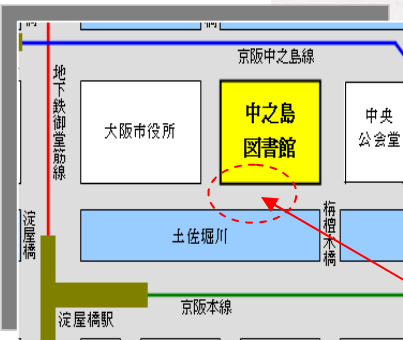 橋
京阪中之島線
地下鉄御堂筋線
大阪市役所
中之島
図書館
中央
公会堂
淀屋橋
土佐堀川
栴檀木橋
淀屋橋駅
京阪本線